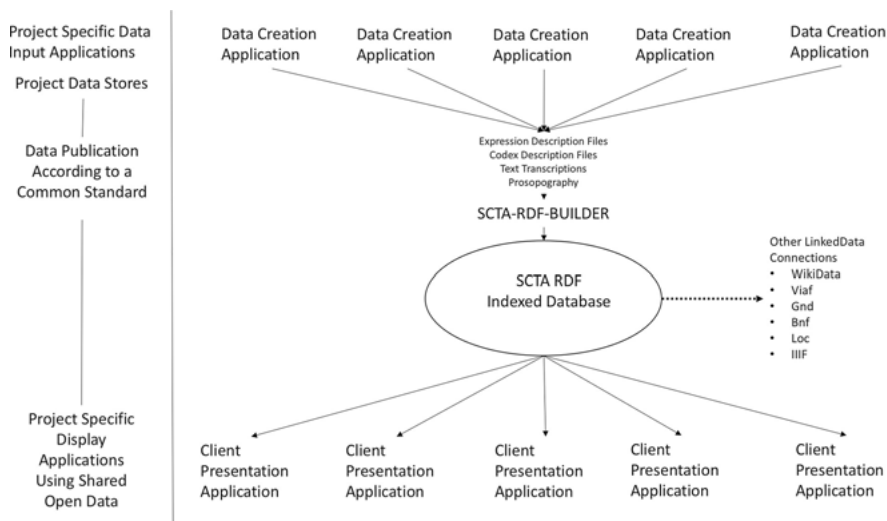 Project Specific Data
Input Applications
Project Data Stores
Data Publication
According to a
Common Standard
Project Specific
Display
Applications
Using Shared
Open Data
Data Creation
Application
Data Creation
Application
Data Creation
Application
Data Creation
Application
Data Creation
Application
Expression Description Files
Codex Description Files
Text Transcriptions
Prosopography
SCTA-RDF-BUILDER
SCTA RDF
Indexed Database
Other LinkedData
Connections
• WikiData
• Viaf
• Gnd
• Bnf
• Loc
• IIIF
Client
Presentation
Application
Client
Presentation
Application
Client
Presentation
Application
Client
Presentation
Application
Client
Presentation
Application